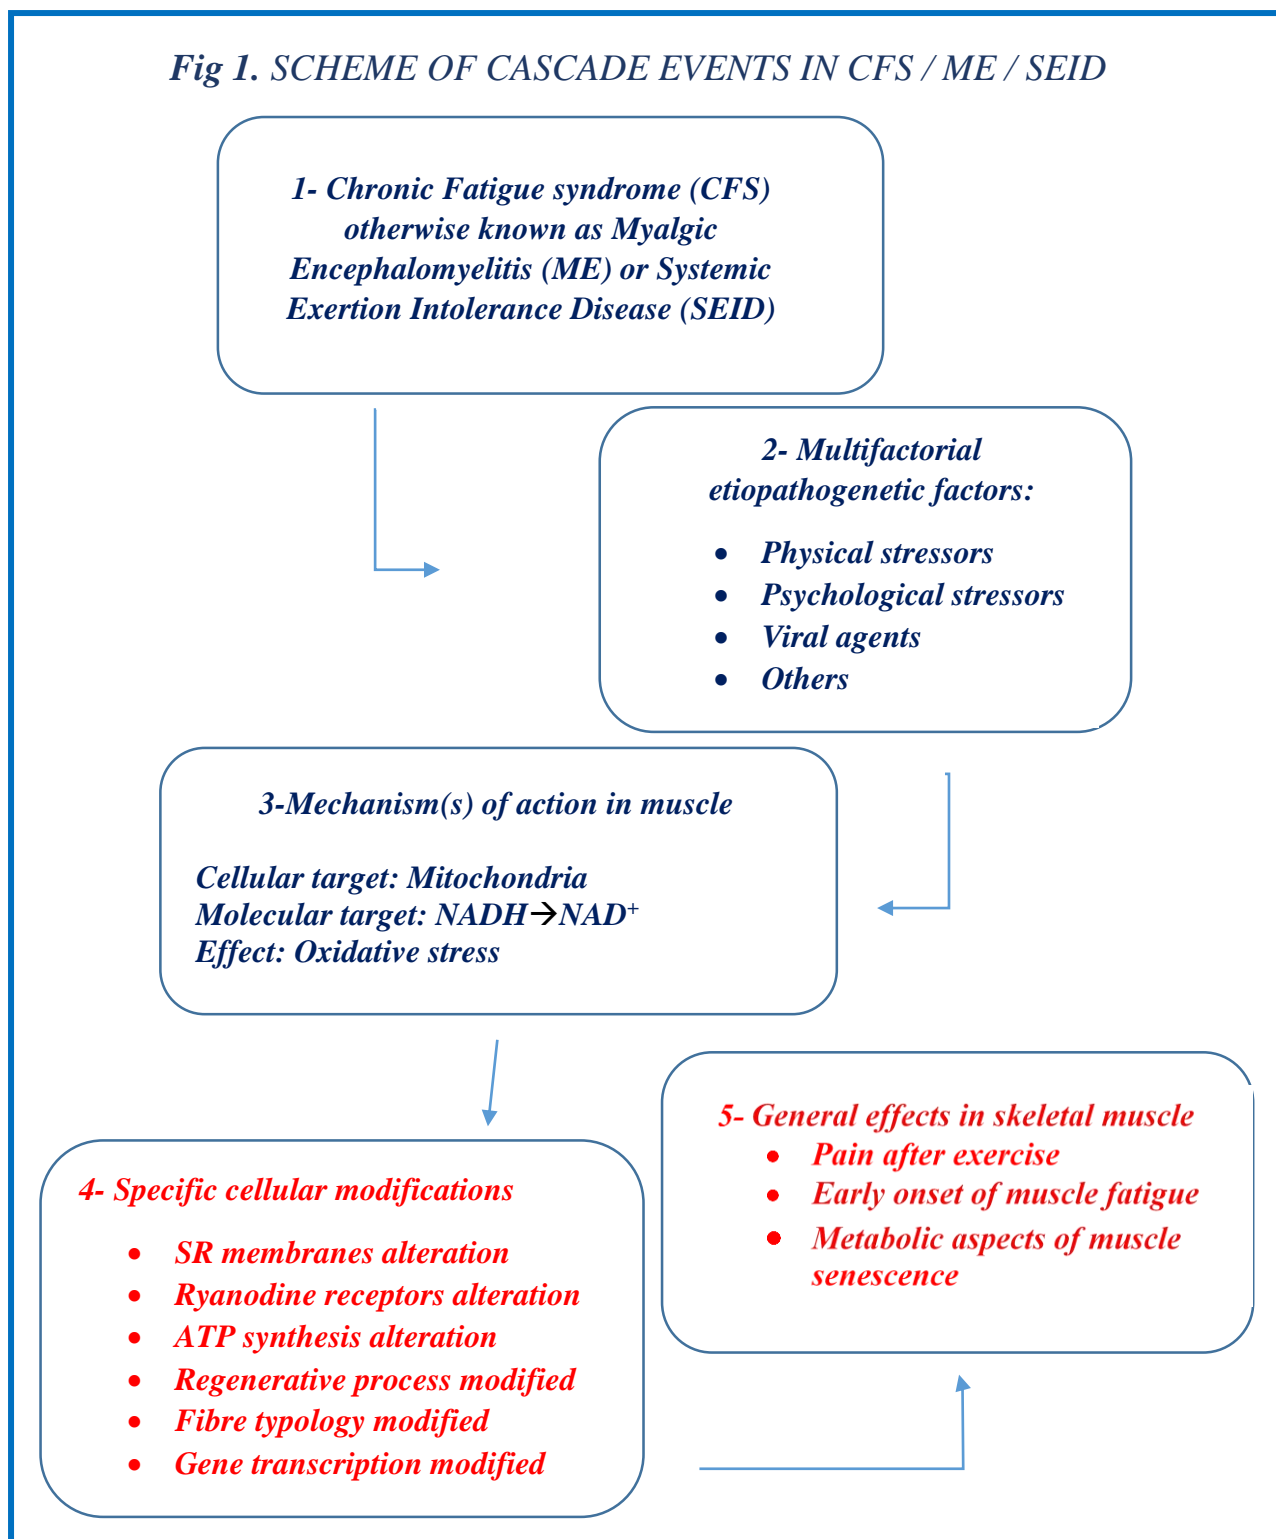 Fig 1. SCHEME OF CASCADE EVENTS IN CFS / ME / SEID
1- Chronic Fatigue syndrome (CFS)
otherwise known as Myalgic
Encephalomyelitis (ME) or Systemic
Exertion Intolerance Disease (SEID)
2- Multifactorial
etiopathogenetic factors:
• Physical stressors
• Psychological stressors
• Viral agents
• Others
3-Mechanism(s) of action in muscle
Cellular target: Mitochondria
Molecular target: NADH→NAD⁺
Effect: Oxidative stress
4- Specific cellular modifications
• SR membranes alteration
• Ryanodine receptors alteration
• ATP synthesis alteration
• Regenerative process modified
• Fibre typology modified
• Gene transcription modified
5- General effects in skeletal muscle
• Pain after exercise
• Early onset of muscle fatigue
• Metabolic aspects of muscle
senescence